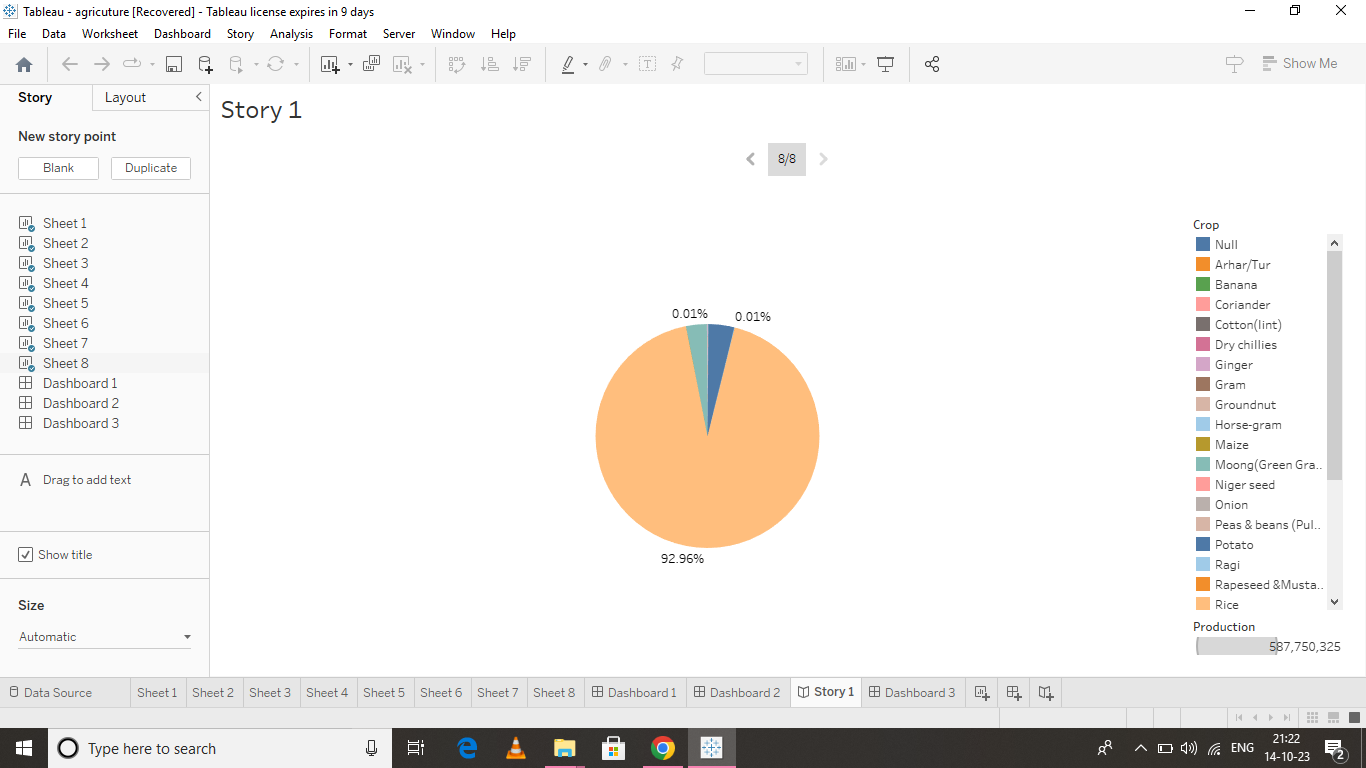 Tableau - agricuture [Recovered] - Tableau license expires in 9 days
File Data Worksheet Dashboard Story Analysis Format Server Window Help
Show Me
Story Layout
New story point
Blank Duplicate
Sheet 1
Sheet 2
Sheet 3
Sheet 4
Sheet 5
Sheet 6
Sheet 7
Sheet 8
Dashboard 1
Dashboard 2
Dashboard 3
A Drag to add text
Show title
Size
Automatic
Story 1
8/8
0.01% 0.01%
92.96%
Crop
Null
Arhar/Tur
Banana
Coriander
Cotton(lint)
Dry chillies
Ginger
Gram
Groundnut
Horse-gram
Maize
Moong(Green Gra..
Niger seed
Onion
Peas & beans (Pul..
Potato
Ragi
Rapeseed &Musta..
Rice
Production
587,750,325
Data Source Sheet 1 Sheet 2 Sheet 3 Sheet 4 Sheet 5 Sheet 6 Sheet 7 Sheet 8 Dashboard 1 Dashboard 2 Story 1 Dashboard 3
Type here to search
ENG
21:22
14-10-23
2